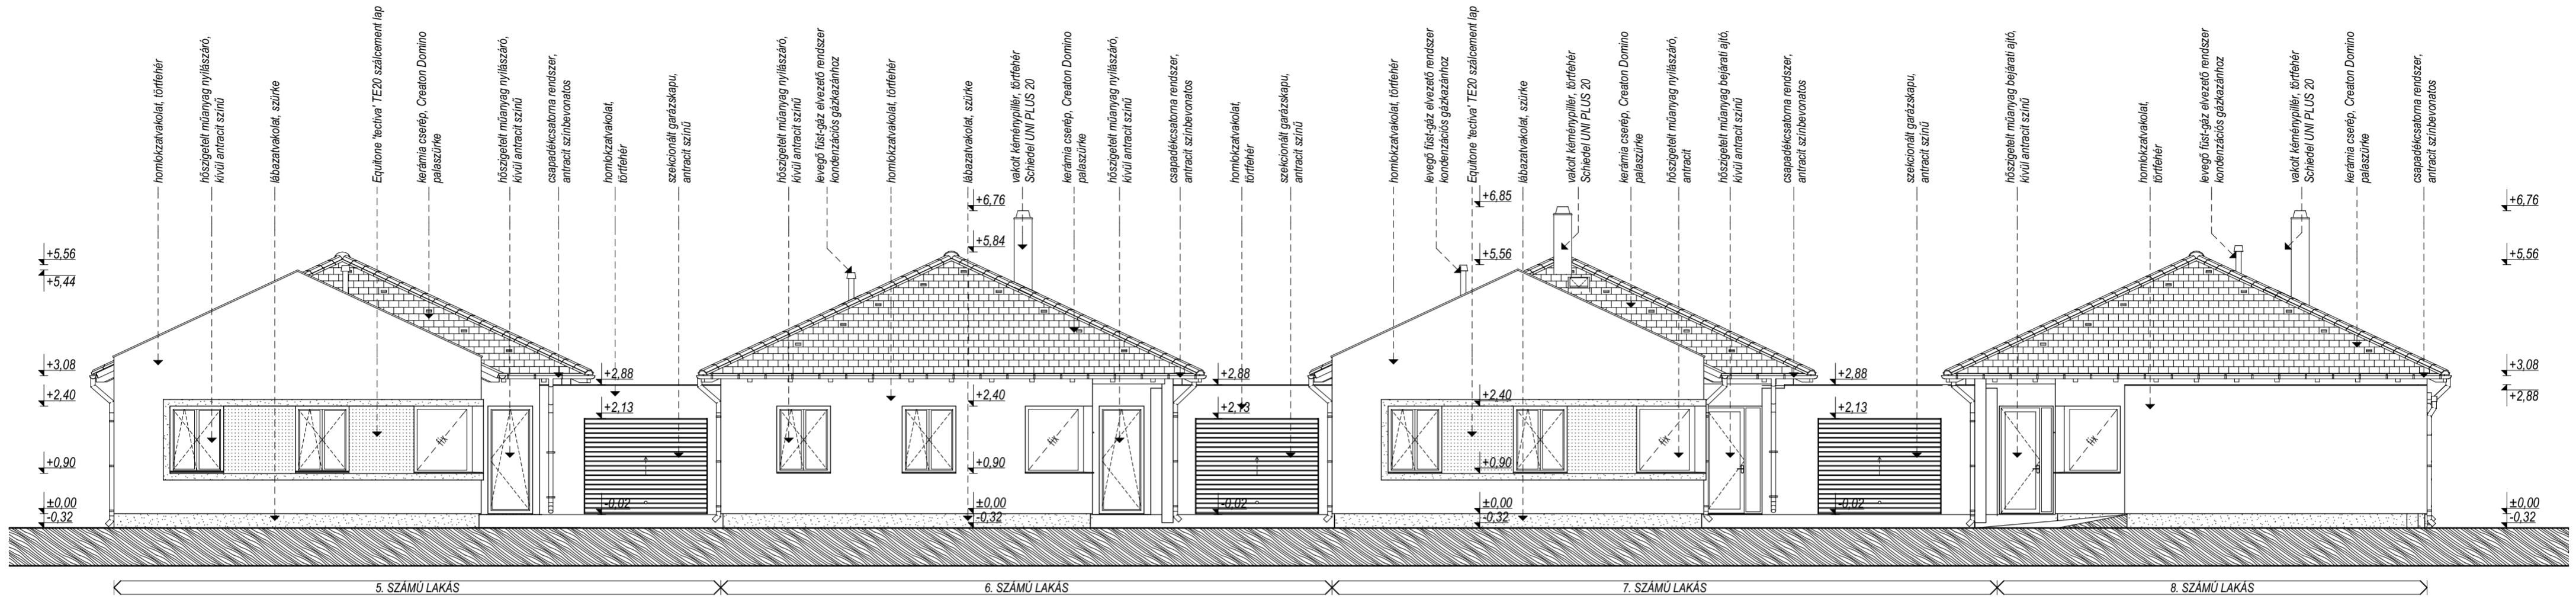 homlokzatvakolat, törtfehér
hőszigetelt műanyag nyílászáró,
kívül antracit színű
lábazatvakolat, szürke
Equitone 'tectiva' TE20 szálcement lap
kerámia cserép, Creaton Domino
palaszürke
hőszigetelt műanyag nyílászáró,
kívül antracit színű
csapadékcsatorna rendszer,
antracit színbevonatos
homlokzatvakolat,
törtfehér
szekcionált garázskapu,
antracit színű
hőszigetelt műanyag nyílászáró,
kívül antracit színű
levegő füst-gáz elvezető rendszer
kondenzációs gázkazánhoz
homlokzatvakolat, törtfehér
lábazatvakolat, szürke
vakolt kéménypillér, törtfehér
Schiedel UNI PLUS 20
kerámia cserép, Creaton Domino
palaszürke
hőszigetelt műanyag nyílászáró,
kívül antracit színű
csapadékcsatorna rendszer,
antracit színbevonatos
homlokzatvakolat,
törtfehér
szekcionált garázskapu,
antracit színű
homlokzatvakolat, törtfehér
levegő füst-gáz elvezető rendszer
kondenzációs gázkazánhoz
Equitone 'tectiva' TE20 szálcement lap
lábazatvakolat, szürke
vakolt kéménypillér, törtfehér
Schiedel UNI PLUS 20
kerámia cserép, Creaton Domino
palaszürke
hőszigetelt műanyag nyílászáró,
antracit
hőszigetelt műanyag bejárati ajtó,
kívül antracit színű
csapadékcsatorna rendszer,
antracit színbevonatos
szekcionált garázskapu,
antracit színű
hőszigetelt műanyag bejárati ajtó,
kívül antracit színű
homlokzatvakolat,
törtfehér
levegő füst-gáz elvezető rendszer
kondenzációs gázkazánhoz
vakolt kéménypillér, törtfehér
Schiedel UNI PLUS 20
kerámia cserép, Creaton Domino
palaszürke
csapadékcsatorna rendszer,
antracit színbevonatos
+5,56
+5,44
+3,08
+2,40
+0,90
±0,00
-0,32
fix
+2,88
+2,13
-0,02
+6,76
+5,84
+2,40
+0,90
±0,00
-0,32
fix
+2,88
+2,13
-0,02
+6,85
+5,56
+2,40
+0,90
±0,00
-0,32
fix
+2,88
+2,13
-0,02
fix
+6,76
+5,56
+3,08
+2,88
±0,00
-0,32
5. SZÁMÚ LAKÁS
6. SZÁMÚ LAKÁS
7. SZÁMÚ LAKÁS
8. SZÁMÚ LAKÁS